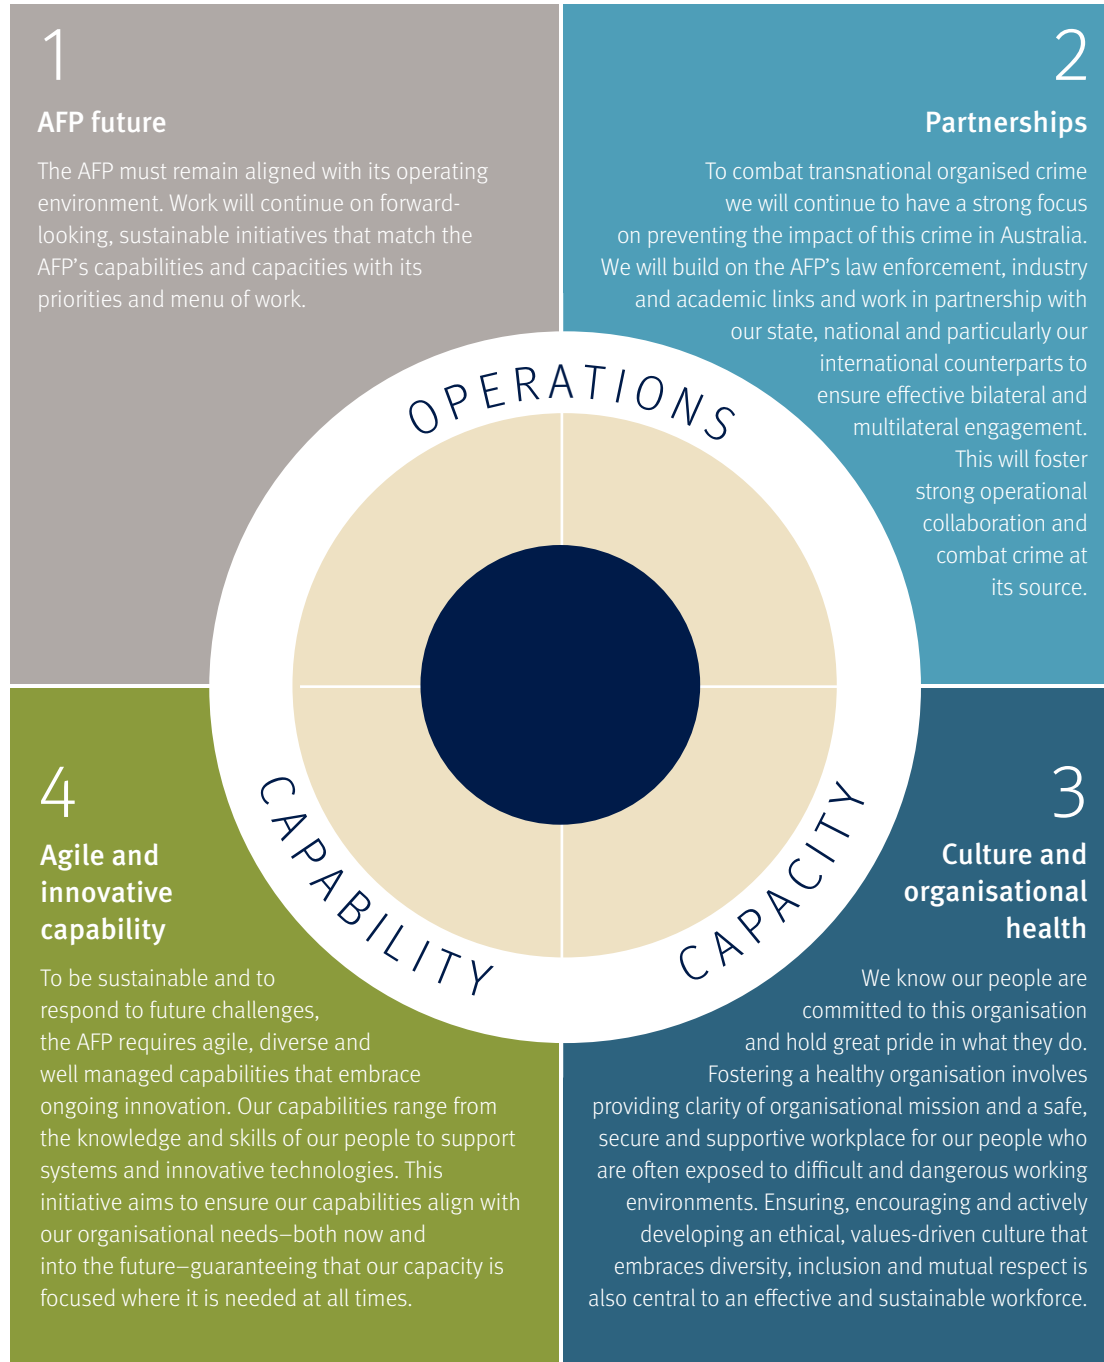 1
AFP future
The AFP must remain aligned with its operating
environment. Work will continue on forward-
looking, sustainable initiatives that match the
AFP’s capabilities and capacities with its
priorities and menu of work.
2
Partnerships
To combat transnational organised crime
we will continue to have a strong focus
on preventing the impact of this crime in Australia.
We will build on the AFP’s law enforcement, industry
and academic links and work in partnership with
our state, national and particularly our
international counterparts to
ensure effective bilateral and
multilateral engagement.
This will foster
strong operational
collaboration and
combat crime at
its source.
OPERATIONS
CAPABILITY
CAPACITY
4
Agile and
innovative
capability
To be sustainable and to
respond to future challenges,
the AFP requires agile, diverse and
well managed capabilities that embrace
ongoing innovation. Our capabilities range from
the knowledge and skills of our people to support
systems and innovative technologies. This
initiative aims to ensure our capabilities align with
our organisational needs–both now and
into the future–guaranteeing that our capacity is
focused where it is needed at all times.
3
Culture and
organisational
health
We know our people are
committed to this organisation
and hold great pride in what they do.
Fostering a healthy organisation involves
providing clarity of organisational mission and a safe,
secure and supportive workplace for our people who
are often exposed to difficult and dangerous working
environments. Ensuring, encouraging and actively
developing an ethical, values-driven culture that
embraces diversity, inclusion and mutual respect is
also central to an effective and sustainable workforce.